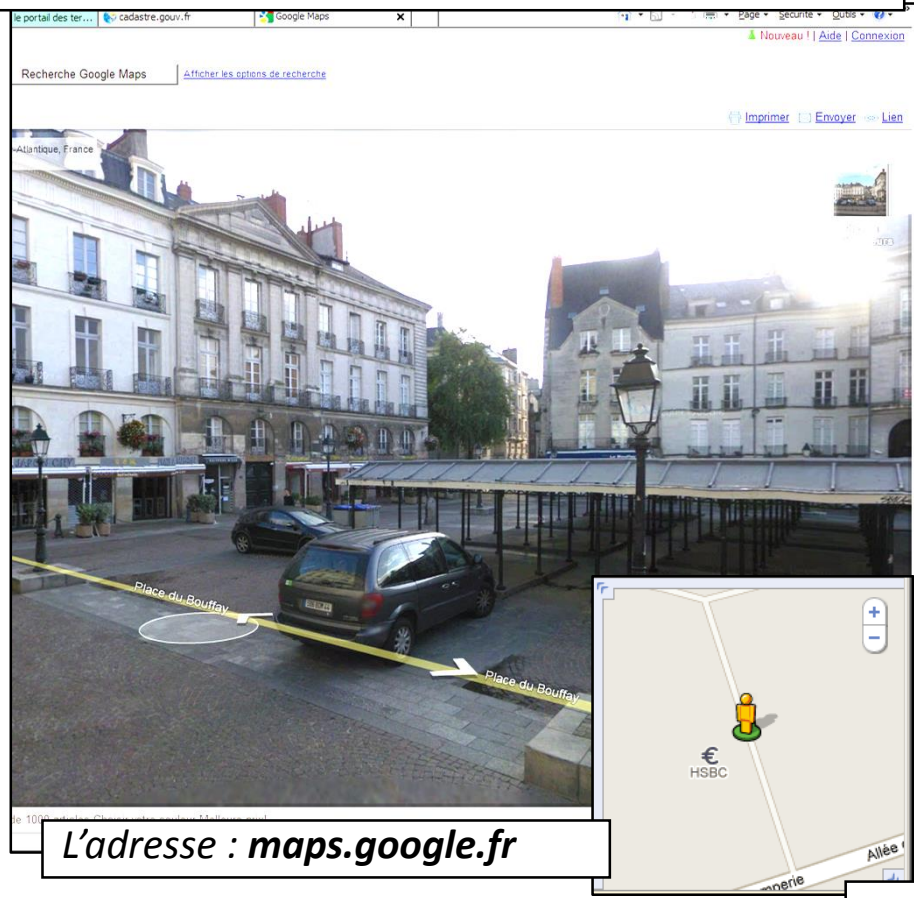 le portail des ter... cadastre.gouv.fr Google Maps x Page Sécurité Outils
Nouveau ! | Aide | Connexion
Recherche Google Maps Afficher les options de recherche
Imprimer Envoyer Lien
-Atlantique, France
Place du Bouffay
Place du Bouffay
+
-
€
HSBC
Allée
L'adresse : maps.google.fr